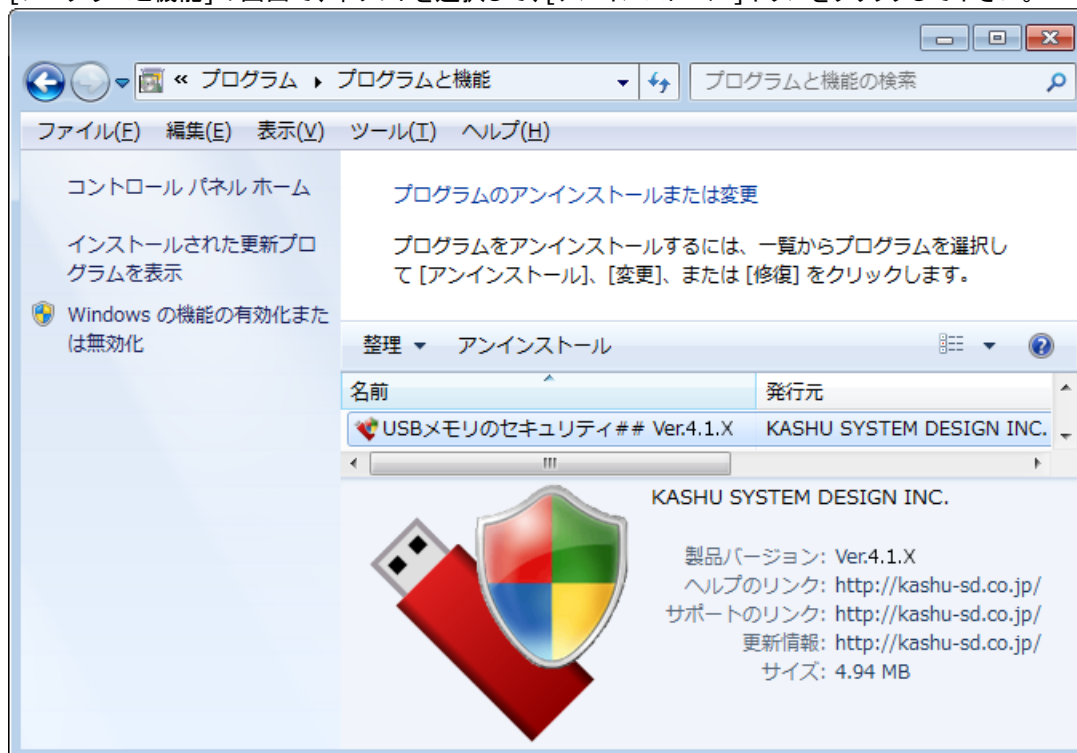 « プログラム ▸ プログラムと機能
プログラムと機能の検索
ファイル(F) 編集(E) 表示(V) ツール(T) ヘルプ(H)
コントロール パネル ホーム
インストールされた更新プロ
グラムを表示
Windows の機能の有効化また
は無効化
プログラムのアンインストールまたは変更
プログラムをアンインストールするには、一覧からプログラムを選択し
て [アンインストール]、[変更]、または [修復] をクリックします。
整理 ▼ アンインストール
名前 発行元
USBメモリのセキュリティ## Ver.4.1.X KASHU SYSTEM DESIGN INC.
KASHU SYSTEM DESIGN INC.
製品バージョン: Ver.4.1.X
ヘルプのリンク: http://kashu-sd.co.jp/
サポートのリンク: http://kashu-sd.co.jp/
更新情報: http://kashu-sd.co.jp/
サイズ: 4.94 MB